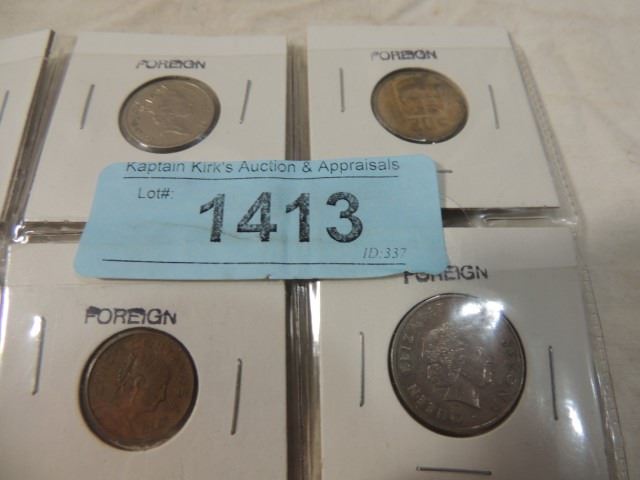 FOREIGN
FOREIGN
Kaptain Kirk's Auction & Appraisals
Lot#:
1413
ID:337
FOREIGN
FOREIGN